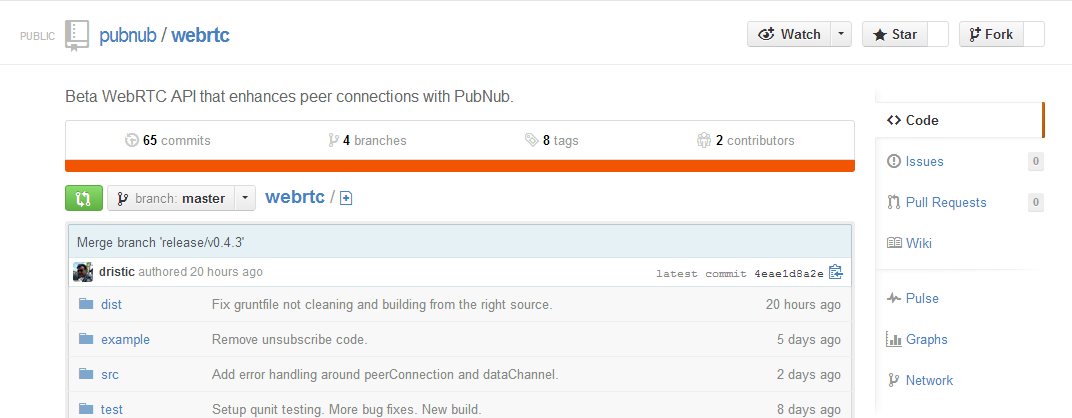 PUBLIC pubnub / webrtc Watch Star Fork
Beta WebRTC API that enhances peer connections with PubNub.
65 commits 4 branches 8 tags 2 contributors
branch: master webrtc /
Merge branch 'release/v0.4.3'
dristic authored 20 hours ago latest commit 4eae1d8a2e
dist Fix gruntfile not cleaning and building from the right source. 20 hours ago
example Remove unsubscribe code. 5 days ago
src Add error handling around peerConnection and dataChannel. 2 days ago
test Setup qunit testing. More bug fixes. New build. 8 days ago
Code
Issues 0
Pull Requests 0
Wiki
Pulse
Graphs
Network